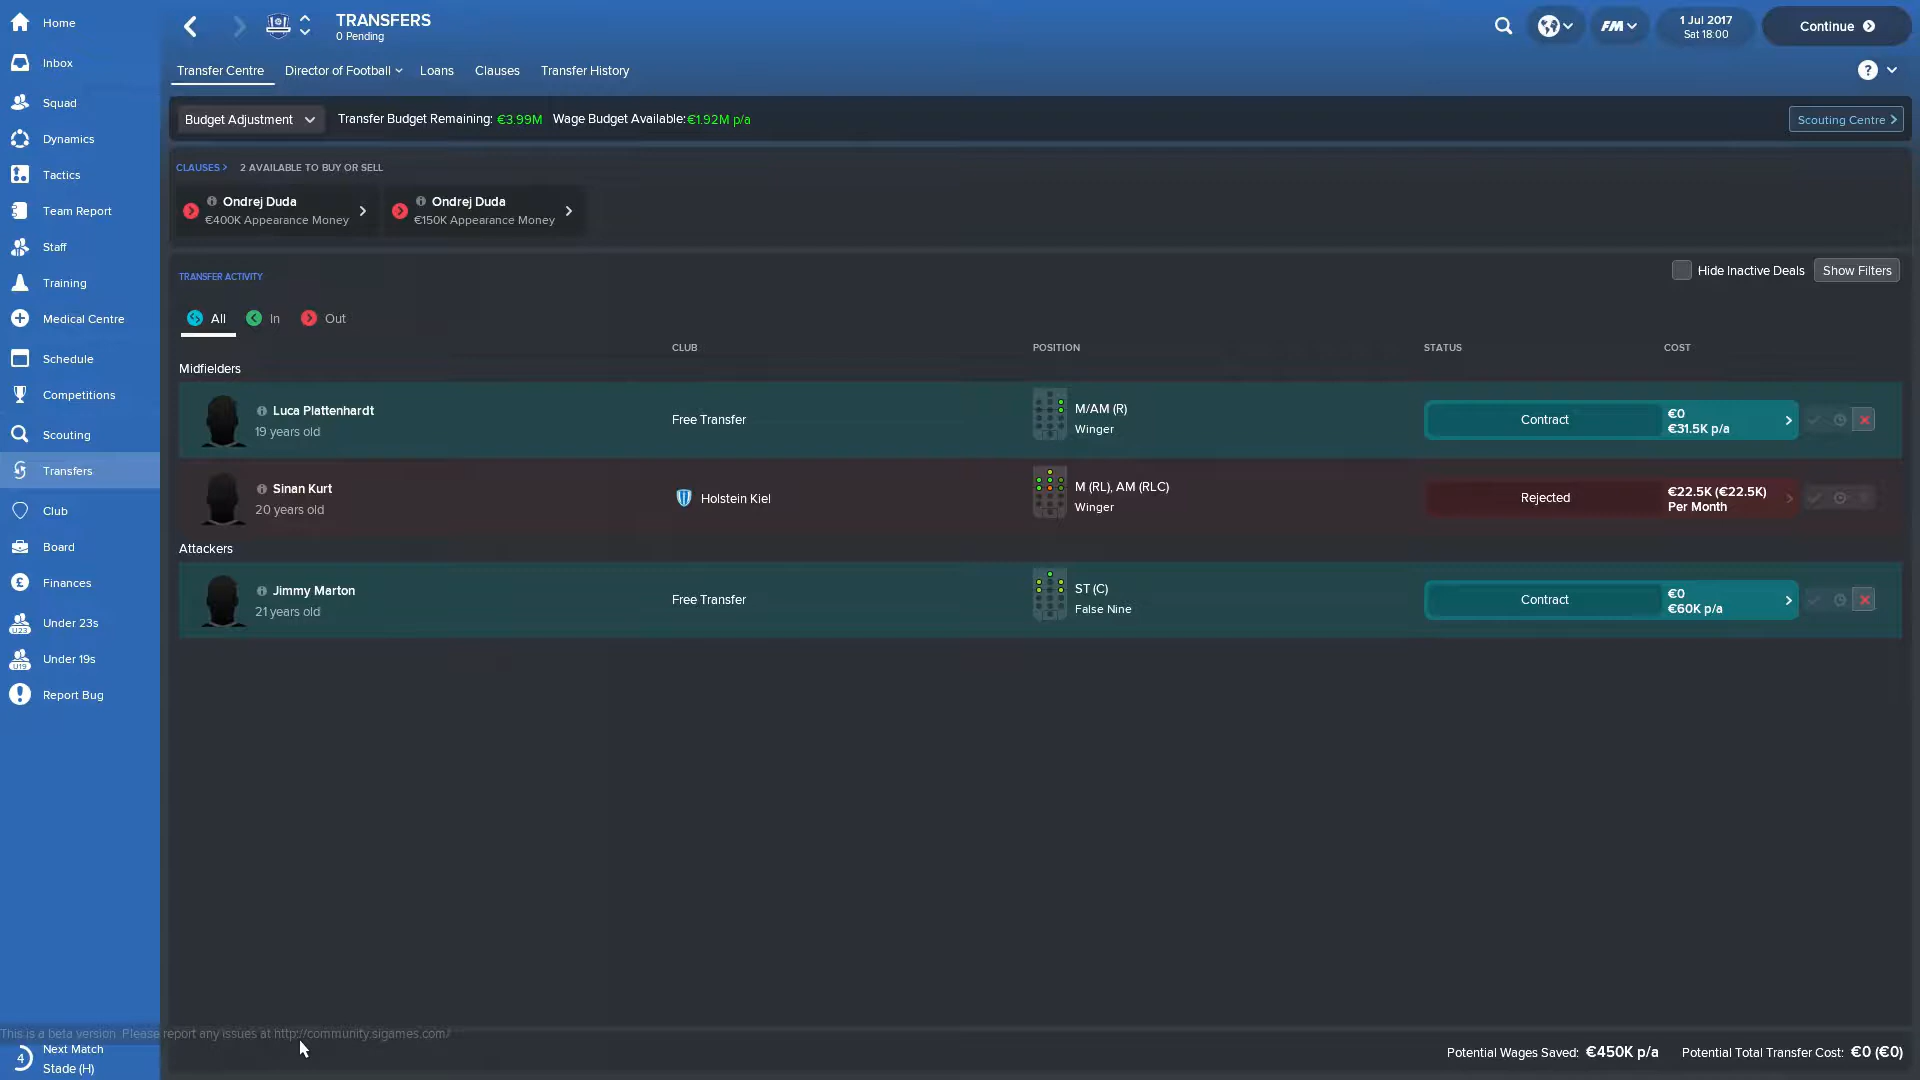 Home
Inbox
Squad
Dynamics
Tactics
Team Report
Staff
Training
Medical Centre
Schedule
Competitions
Scouting
Transfers
Club
Board
Finances
U23
Under 23s
U19
Under 19s
Report Bug
4
Next Match
Stade (H)
TRANSFERS
0 Pending
FM
1 Jul 2017
Sat 18:00
Continue
Transfer Centre
Director of Football
Loans
Clauses
Transfer History
?
Budget Adjustment
Transfer Budget Remaining: €3.99M
Wage Budget Available: €1.92M p/a
Scouting Centre >
CLAUSES >
2 AVAILABLE TO BUY OR SELL
Ondrej Duda
€400K Appearance Money
Ondrej Duda
€150K Appearance Money
TRANSFER ACTIVITY
Hide Inactive Deals
Show Filters
All
In
Out
CLUB
POSITION
STATUS
COST
Midfielders
Luca Plattenhardt
19 years old
Free Transfer
M/AM (R)
Winger
Contract
€0
€31.5K p/a
Sinan Kurt
20 years old
Holstein Kiel
M (RL), AM (RLC)
Winger
Rejected
€22.5K (€22.5K)
Per Month
Attackers
Jimmy Marton
21 years old
Free Transfer
ST (C)
False Nine
Contract
€0
€60K p/a
This is a beta version. Please report any issues at http://community.sigames.com/
Potential Wages Saved: €450K p/a
Potential Total Transfer Cost: €0 (€0)